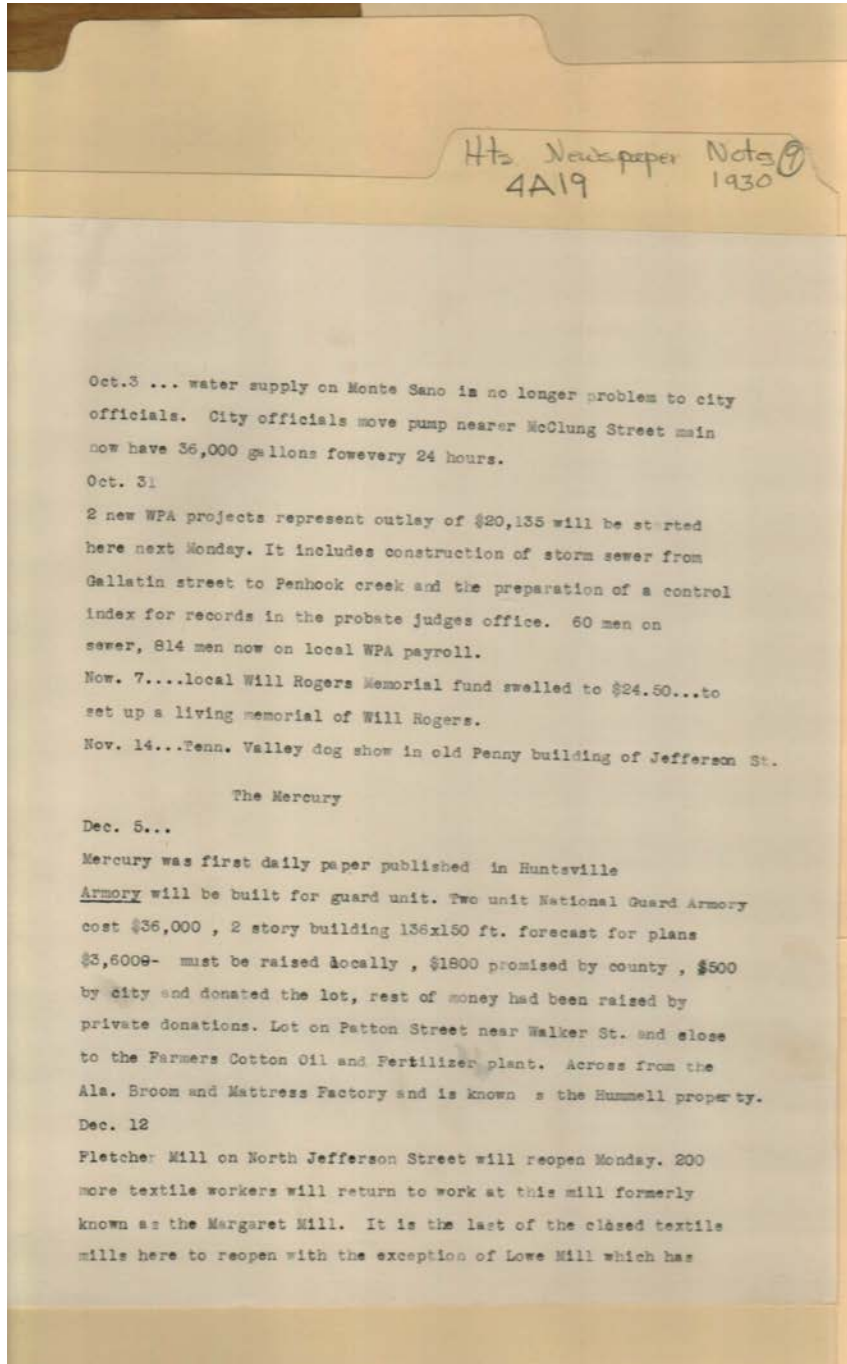 Hts Newspaper Notes 9
4A19 1930
Oct.3 ... water supply on Monte Sano is no longer problem to city
officials. City officials move pump nearer McClung Street main
now have 36,000 gallons fowevery 24 hours.
Oct. 31
2 new WPA projects represent outlay of $20,135 will be st rted
here next Monday. It includes construction of storm sewer from
Gallatin street to Penhook creek and the preparation of a control
index for records in the probate judges office. 60 men on
sewer, 814 men now on local WPA payroll.
Now. 7....local Will Rogers Memorial fund swelled to $24.50...to
set up a living memorial of Will Rogers.
Nov. 14...Tenn. Valley dog show in old Penny building of Jefferson St.
The Mercury
Dec. 5...
Mercury was first daily paper published in Huntsville
Armory will be built for guard unit. Two unit National Guard Armory
cost $36,000 , 2 story building 136x150 ft. forecast for plans
$3,600- must be raised locally , $1800 promised by county , $500
by city and donated the lot, rest of money had been raised by
private donations. Lot on Patton Street near Walker St. and close
to the Farmers Cotton Oil and Fertilizer plant. Across from the
Ala. Broom and Mattress Factory and is known s the Hummell property.
Dec. 12
Fletcher Mill on North Jefferson Street will reopen Monday. 200
more textile workers will return to work at this mill formerly
known as the Margaret Mill. It is the last of the closed textile
mills here to reopen with the exception of Lowe Mill which has